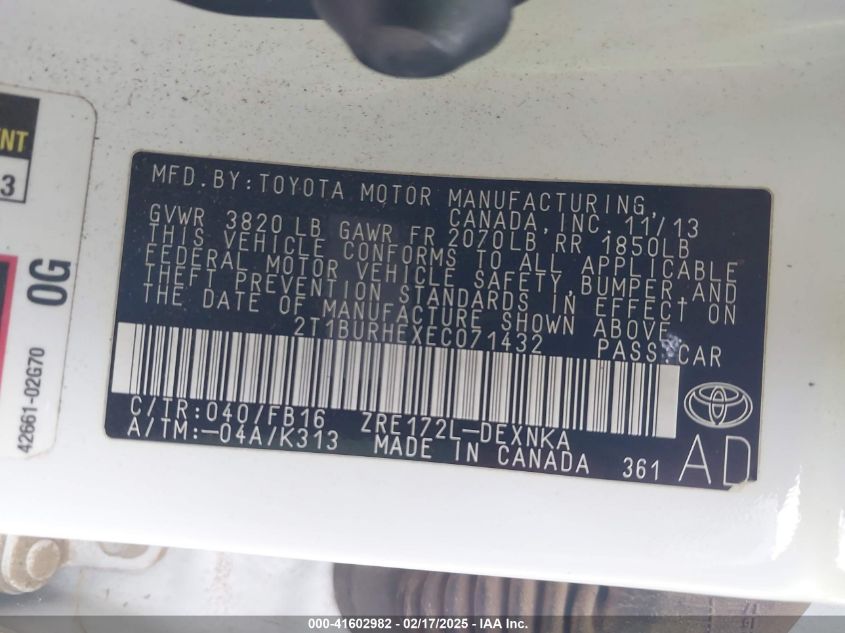 MFD.BY:TOYOTA MOTOR MANUFACTURING,
CANADA,INC. 11/13
GVWR 3820 LB GAWR FR 2070LB RR 1850LB
THIS VEHICLE CONFORMS TO ALL APPLICABLE
FEDERAL MOTOR VEHICLE SAFETY, BUMPER AND
THEFT PREVENTION STANDARDS IN EFFECT ON
THE DATE OF MANUFACTURE SHOWN ABOVE.
2T1BURHEXEC071432 PASS.CAR
C/TR:040/FB16 ZRE172L-DEXNKA
A/TM:-04A/K313 MADE IN CANADA 361
AD
NT
3
OG
42661-02G70
000-41602982 - 02/17/2025 - IAA Inc.